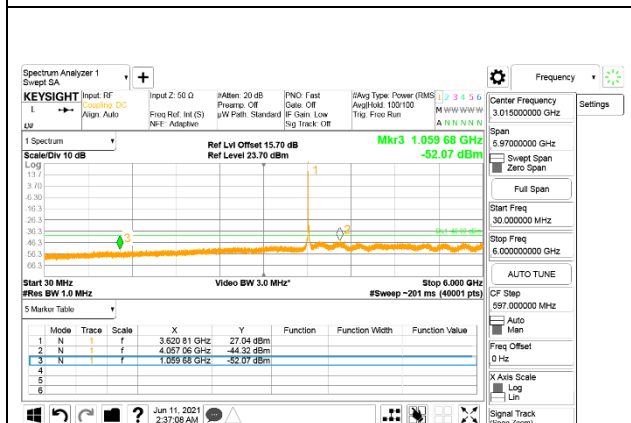 Spectrum Analyzer 1
Swept SA
+
KEYSIGHT
L
Input: RF
Coupling: DC
Align: Auto
Input Z: 50 Ω
Freq Ref: Int (S)
NFE: Adaptive
#Atten: 20 dB
Preamp: Off
µW Path: Standard
PNO: Fast
Gate: Off
IF Gain: Low
Sig Track: Off
#Avg Type: Power (RMS
Avg|Hold: 100/100
Trig: Free Run
1 2 3 4 5 6
M W W W W W
A N N N N N
1 Spectrum
Scale/Div 10 dB
Ref Lvl Offset 15.70 dB
Ref Level 23.70 dBm
Mkr3 1.059 68 GHz
-52.07 dBm
Log
13.7
3.70
-6.30
-16.3
-26.3
-36.3
-46.3
-56.3
-66.3
1
2
3
Start 30 MHz
#Res BW 1.0 MHz
Video BW 3.0 MHz*
Stop 6.000 GHz
#Sweep ~201 ms (40001 pts)
5 Marker Table
Mode Trace Scale X Y Function Function Width Function Value
1 N 1 f 3.620 81 GHz 27.04 dBm
2 N 1 f 4.057 06 GHz -44.32 dBm
3 N 1 f 1.059 68 GHz -52.07 dBm
4
5
6
?
Jun 11, 2021
2:37:08 AM
Frequency
Settings
Center Frequency
3.015000000 GHz
Span
5.97000000 GHz
Swept Span
Zero Span
Full Span
Start Freq
30.000000 MHz
Stop Freq
6.000000000 GHz
AUTO TUNE
CF Step
597.000000 MHz
Auto
Man
Freq Offset
0 Hz
X Axis Scale
Log
Lin
Signal Track
(Span Zoom)